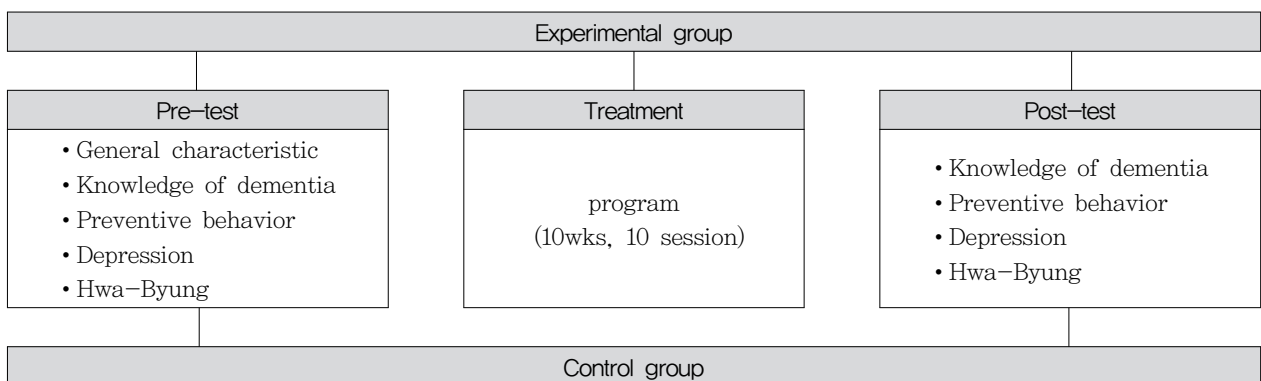 Experimental group
Pre-test
• General characteristic
• Knowledge of dementia
• Preventive behavior
• Depression
• Hwa-Byung
Treatment
program
(10wks, 10 session)
Post-test
• Knowledge of dementia
• Preventive behavior
• Depression
• Hwa-Byung
Control group